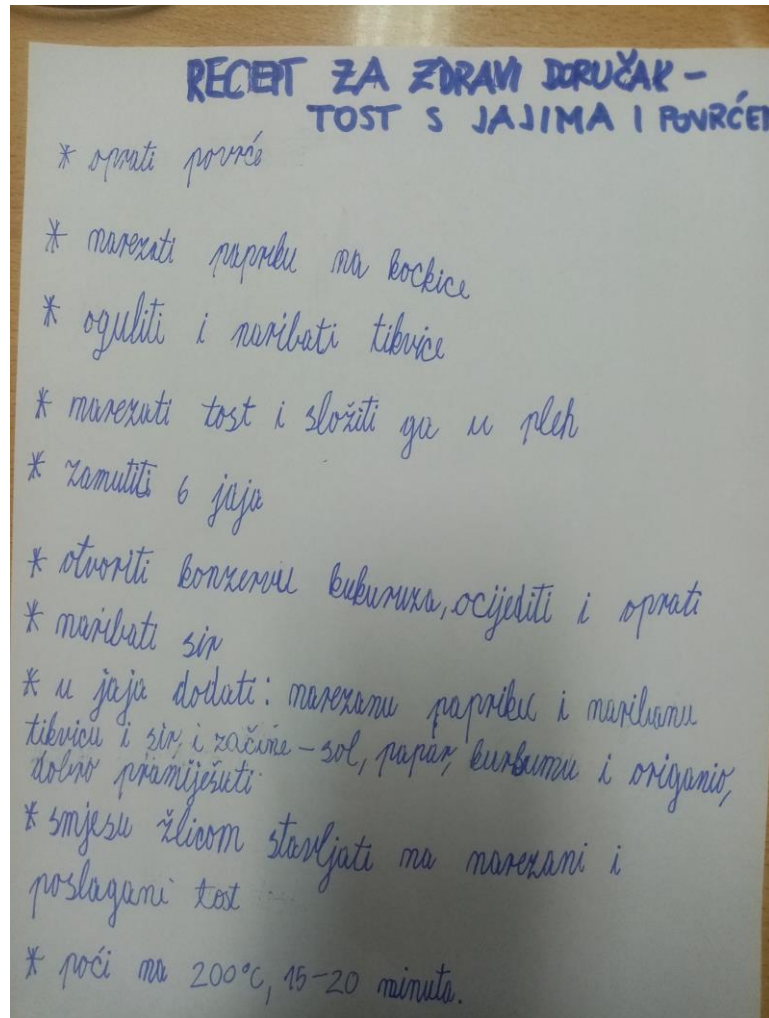 RECEPT ZA ZDRAVI DORUČAK -
TOST S JAJIMA I POVRĆEM
* oprati povrće
* narezati papriku na kockice
* oguliti i naribati tikvice
* narezati tost i složiti ga u pleh
* zamutiti 6 jaja
* otvoriti konzervu kukuruza, ocijediti i oprati
* naribati sir
* u jaja dodati: narezanu papriku i naribanu
tikvicu i sir, i začine - sol, papar, kurkumu i origano,
dobro promiješati
* smjesu žlicom stavljati na narezani i
poslagani tost
* peći na 200°C, 15-20 minuta.